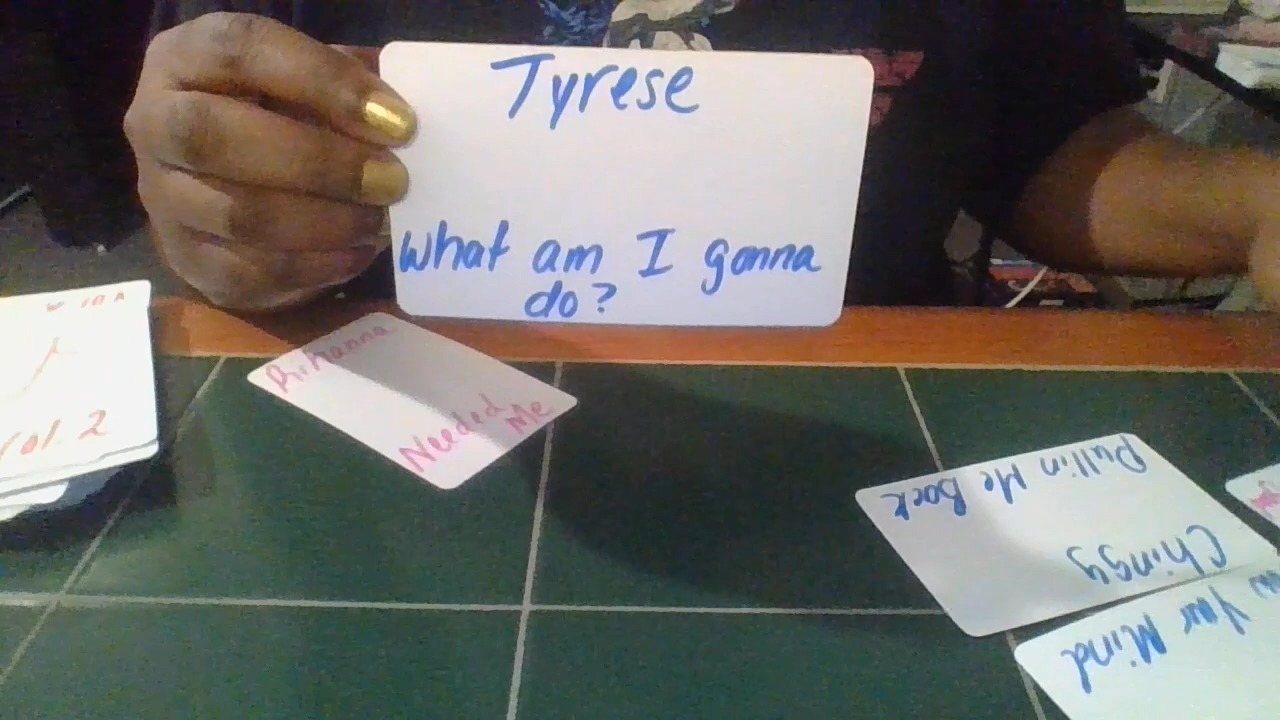 Tyrese
What am I gonna
do?
Rihanna
Needed
Me
Pullin Me Back
Chingy
Your Mind
Vol. 2